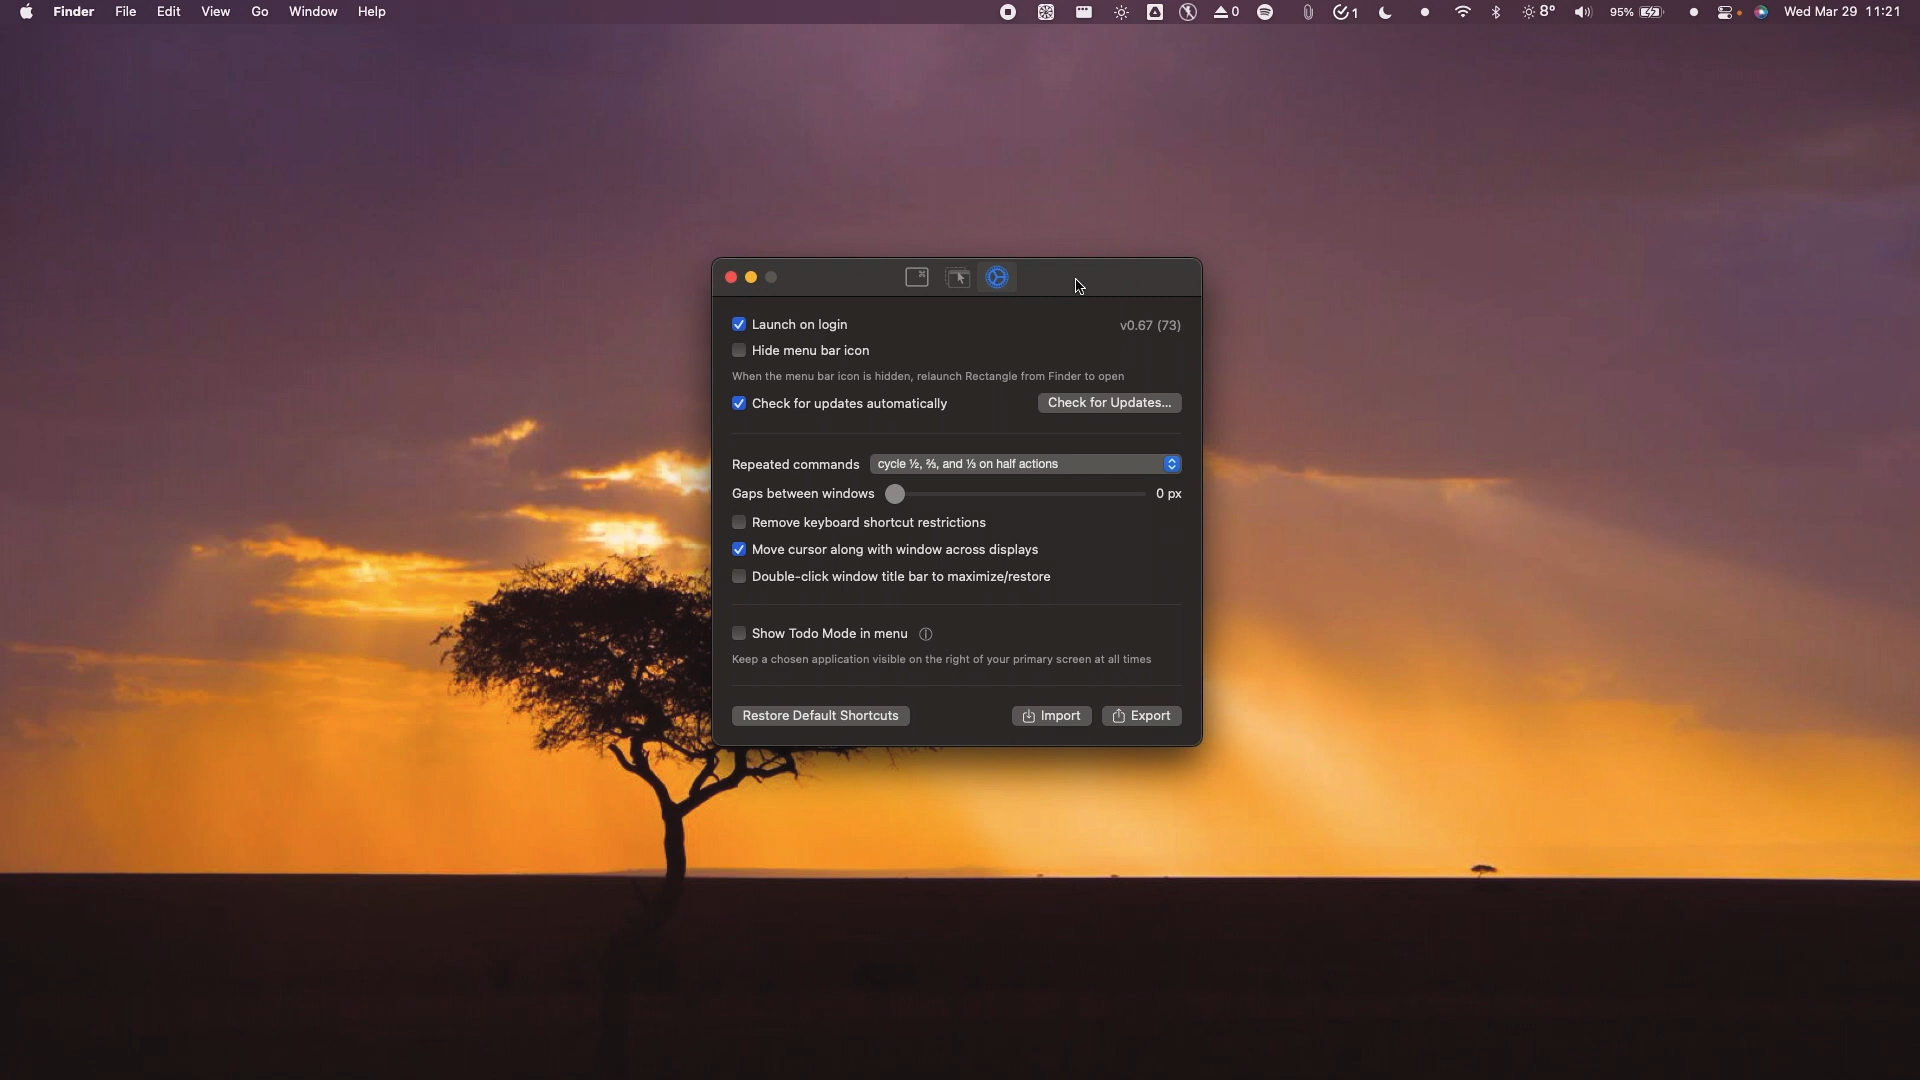 Finder File Edit View Go Window Help 0 1 8° 95% Wed Mar 29 11:21
Launch on login v0.67 (73)
Hide menu bar icon
When the menu bar icon is hidden, relaunch Rectangle from Finder to open
Check for updates automatically Check for Updates...
Repeated commands cycle ½, ⅔, and ⅓ on half actions
Gaps between windows 0 px
Remove keyboard shortcut restrictions
Move cursor along with window across displays
Double-click window title bar to maximize/restore
Show Todo Mode in menu
Keep a chosen application visible on the right of your primary screen at all times
Restore Default Shortcuts Import Export